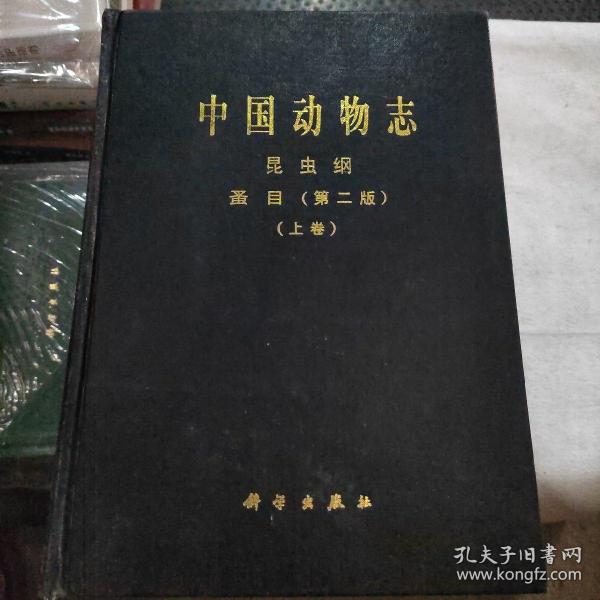 中国动物志
昆虫纲
蚤目(第二版)
(上卷)
科学出版社
孔夫子旧书网
www.kongfz.com